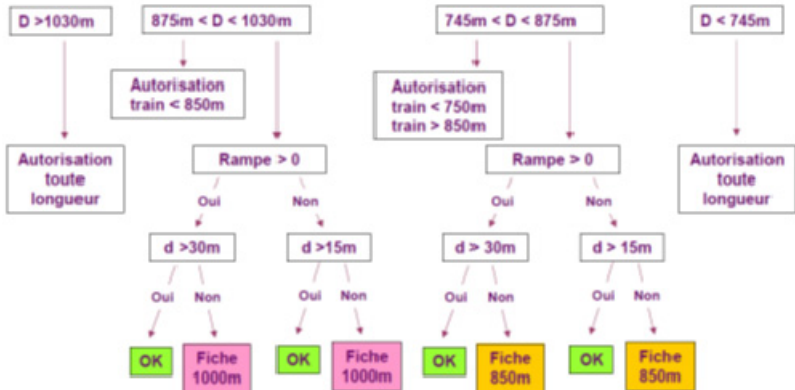 D >1030m
875m < D < 1030m
745m < D < 875m
D < 745m
Autorisation
train < 850m
Autorisation
train < 750m
train > 850m
Autorisation
toute
longueur
Rampe > 0
Rampe > 0
Autorisation
toute
longueur
Oui
Non
Oui
Non
d >30m
d >15m
d > 30m
d > 15m
Oui
Non
Oui
Non
Oui
Non
Oui
Non
OK
Fiche
1000m
OK
Fiche
1000m
OK
Fiche
850m
OK
Fiche
850m